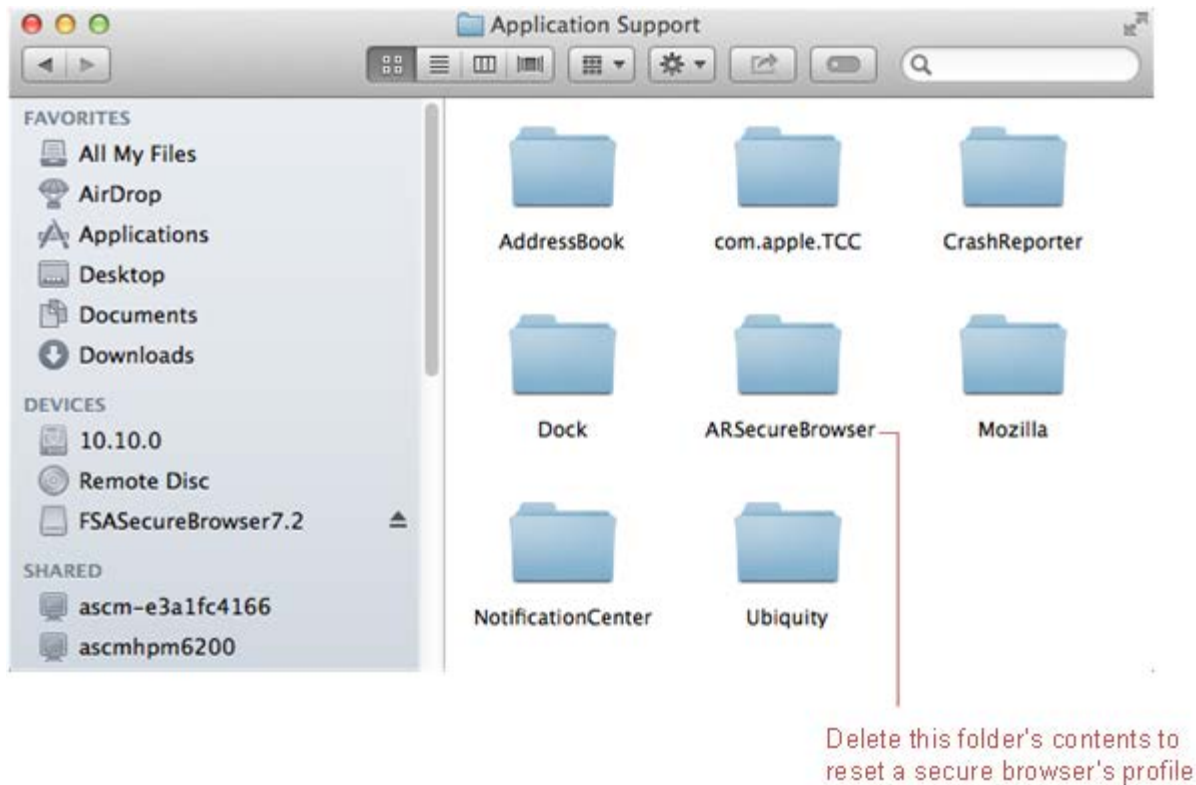 Application Support
FAVORITES
All My Files
AirDrop
Applications
Desktop
Documents
Downloads
DEVICES
10.10.0
Remote Disc
FSASecureBrowser7.2
SHARED
ascm-e3a1fc4166
ascmhpm6200
AddressBook
com.apple.TCC
CrashReporter
Dock
ARSecureBrowser
Mozilla
NotificationCenter
Ubiquity
Delete this folder's contents to
reset a secure browser's profile